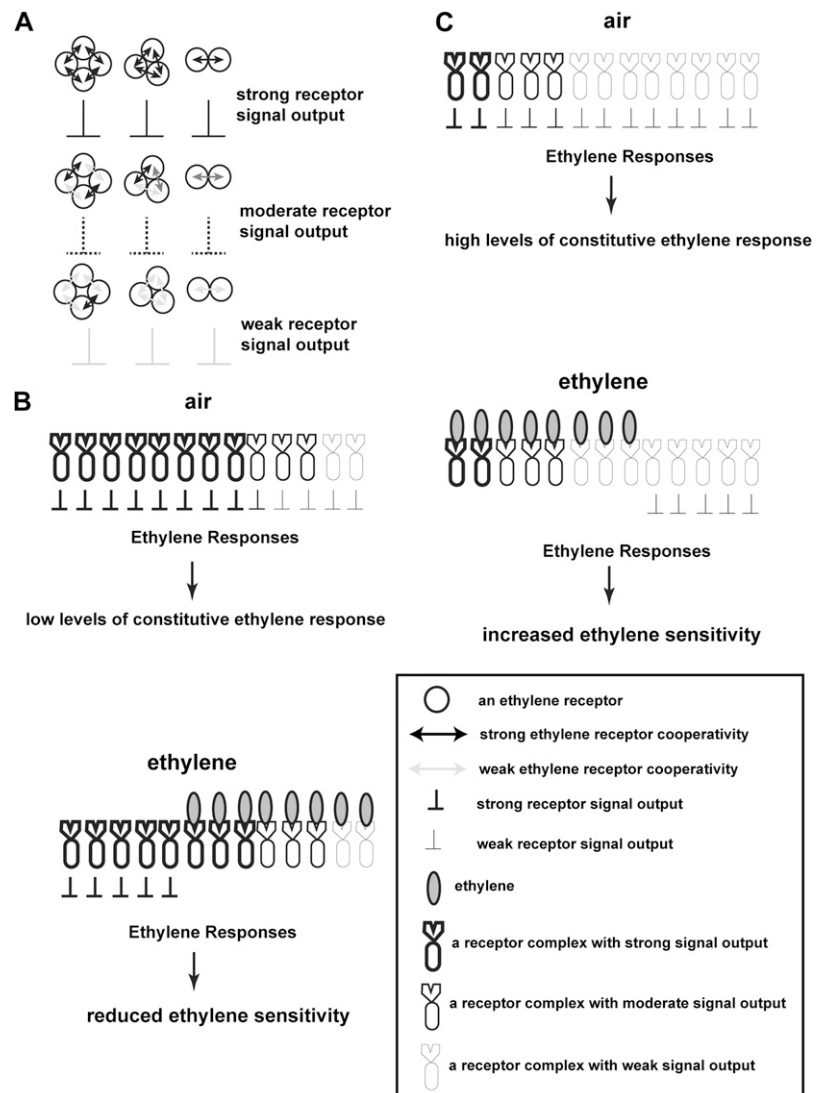 A
strong receptor
signal output
moderate receptor
signal output
weak receptor
signal output
B
air
Ethylene Responses
low levels of constitutive ethylene response
ethylene
Ethylene Responses
reduced ethylene sensitivity
C
air
Ethylene Responses
high levels of constitutive ethylene response
ethylene
Ethylene Responses
increased ethylene sensitivity
an ethylene receptor
strong ethylene receptor cooperativity
weak ethylene receptor cooperativity
strong receptor signal output
weak receptor signal output
ethylene
a receptor complex with strong signal output
a receptor complex with moderate signal output
a receptor complex with weak signal output